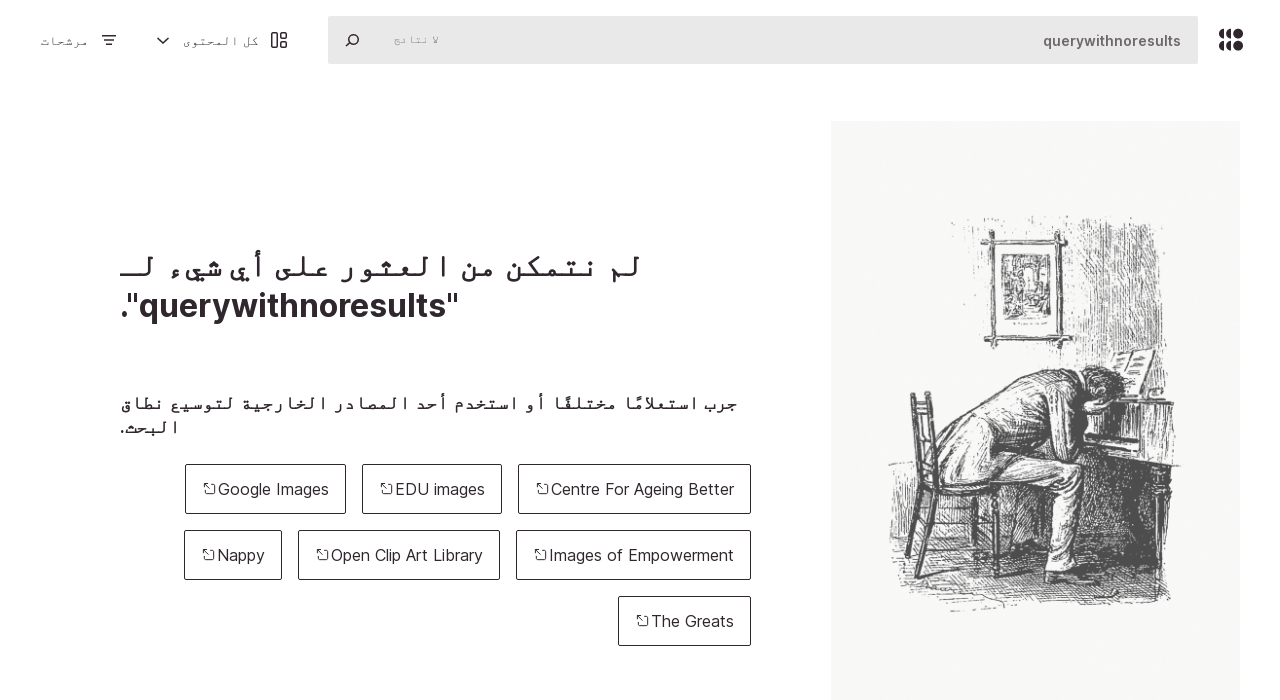 querywithnoresults
لا نتائج
كل المحتوى
مرشحات
لم نتمكن من العثور على أي شيء لـ
"querywithnoresults".
جرب استعلامًا مختلفًا أو استخدم أحد المصادر الخارجية لتوسيع نطاق
البحث.
Centre For Ageing Better
EDU images
Google Images
Images of Empowerment
Open Clip Art Library
Nappy
The Greats